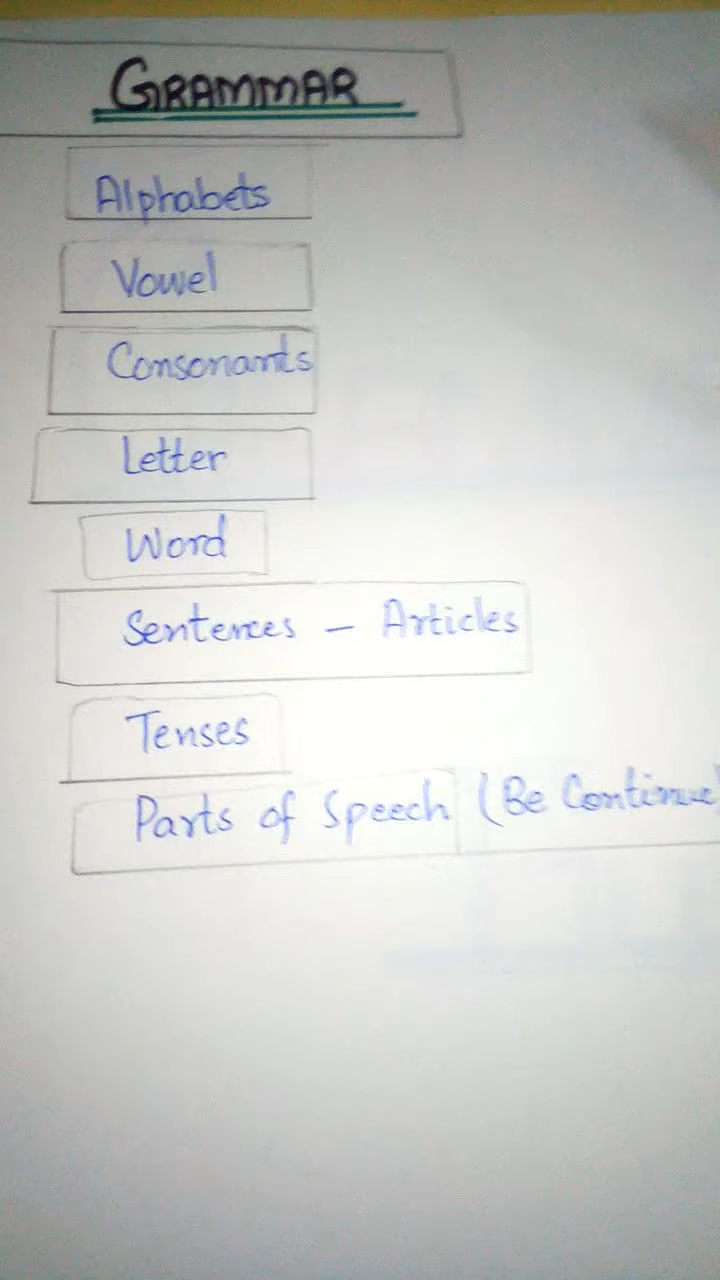 GRAMMAR
Alphabets
Vowel
Consonants
Letter
Word
Sentences - Articles
Tenses
Parts of Speech (Be Continue)